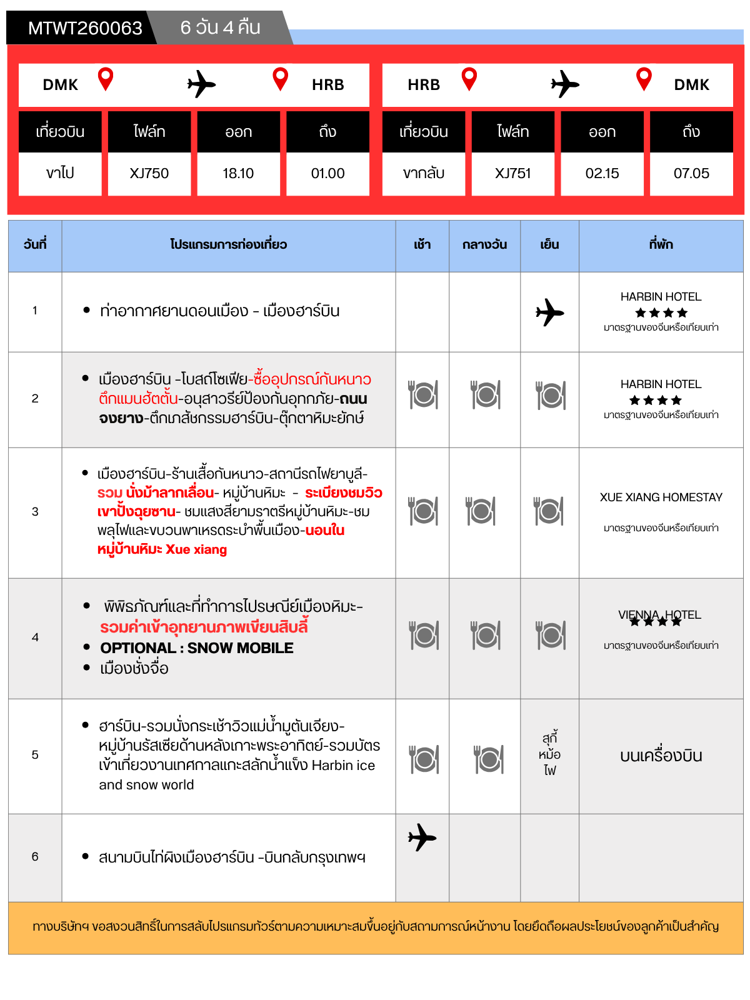 MTWT260063
6 วัน 4 คืน
DMK HRB
HRB DMK
เที่ยวบิน ไฟล์ท ออก ถึง
เที่ยวบิน ไฟล์ท ออก ถึง
ขาไป XJ750 18.10 01.00
ขากลับ XJ751 02.15 07.05
วันที่ โปรแกรมการท่องเที่ยว เช้า กลางวัน เย็น ที่พัก
1
ท่าอากาศยานดอนเมือง - เมืองฮาร์บิน
HARBIN HOTEL
มาตรฐานของจีนหรือเทียบเท่า
2
เมืองฮาร์บิน -โบสถ์โซเฟีย-ซื้ออุปกรณ์กันหนาว
ตึกแมนฮัตตั้น-อนุสาวรีย์ป้องกันอุทกภัย-ถนน
จงยาง-ตึกเภสัชกรรมฮาร์บิน-ตุ๊กตาหิมะยักษ์
HARBIN HOTEL
มาตรฐานของจีนหรือเทียบเท่า
3
เมืองฮาร์บิน-ร้านเสื้อกันหนาว-สถานีรถไฟยาบูลี-
รวม นั่งม้าลากเลื่อน- หมู่บ้านหิมะ - ระเบียงชมวิว
เขาปั้งฉุยซาน- ชมแสงสียามราตรีหมู่บ้านหิมะ-ชม
พลุไฟและขบวนพาเหรดระบำพื้นเมือง-นอนใน
หมู่บ้านหิมะ Xue xiang
XUE XIANG HOMESTAY
มาตรฐานของจีนหรือเทียบเท่า
4
พิพิธภัณฑ์และที่ทำการไปรษณีย์เมืองหิมะ-
รวมค่าเข้าอุทยานภาพเขียนสิบลี้
OPTIONAL : SNOW MOBILE
เมืองชั่งจื่อ
VIENNA HOTEL
มาตรฐานของจีนหรือเทียบเท่า
5
ฮาร์บิน-รวมนั่งกระเช้าวิวแม่น้ำมูตันเจียง-
หมู่บ้านรัสเซียด้านหลังเกาะพระอาทิตย์-รวมบัตร
เข้าเที่ยวงานเทศกาลแกะสลักน้ำแข็ง Harbin ice
and snow world
สุกี้
หม้อ
ไฟ
บนเครื่องบิน
6
สนามบินไท่ผิงเมืองฮาร์บิน -บินกลับกรุงเทพฯ
ทางบริษัทฯ ขอสงวนสิทธิ์ในการสลับโปรแกรมทัวร์ตามความเหมาะสมขึ้นอยู่กับสถามการณ์หน้างาน โดยยึดถือผลประโยชน์ของลูกค้าเป็นสำคัญ